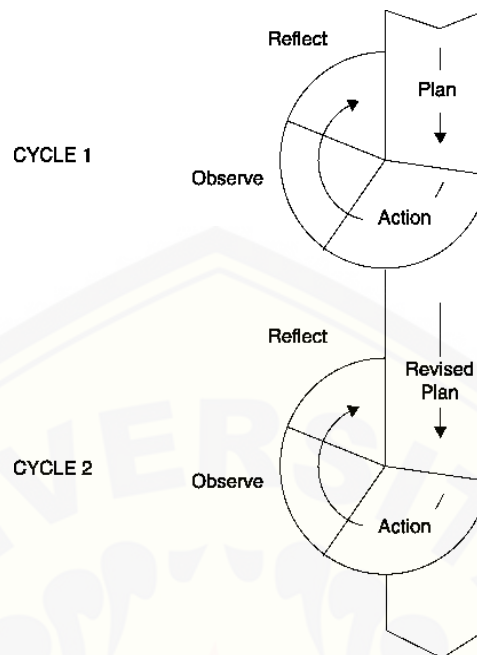 Reflect
Plan
CYCLE 1
Observe
Action
Reflect
Revised
Plan
CYCLE 2
Observe
Action